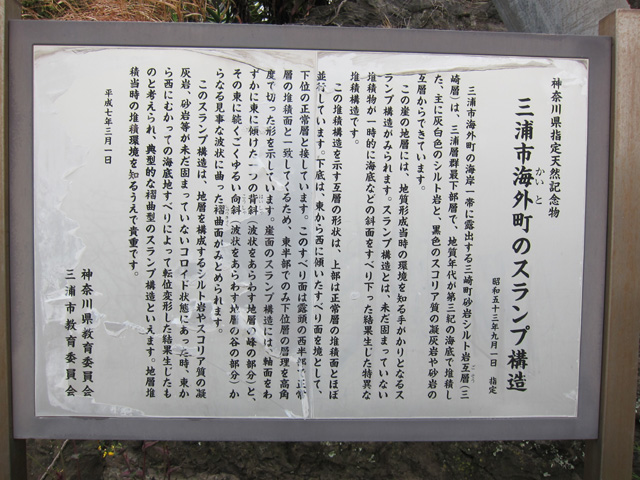 神奈川県指定天然記念物
三浦市海外町のスランプ構造
かいと
昭和五十三年九月一日 指定
三浦市海外町の海岸一帯に露出する三崎町砂岩シルト岩互層(三
崎層)は、三浦層群最下部層で、地質年代が第三紀の海底で堆積し
た、主に灰白色のシルト岩と、黒色のスコリア質の凝灰岩や砂岩の
互層からできています。
この崖の地層には、地質形成当時の環境を知る手がかりとなるス
ランプ構造がみられます。スランプ構造とは、未だ固まっていない
堆積物が一時的に海底などの斜面をすべり下った結果生じた特異な
堆積構造です。
この堆積構造を示す互層の形状は、上部は正常層の堆積面とほぼ
並行しています。下底は、東から西に傾いたすべり面を境として、
下位の正常層と接しています。このすべり面は露頭の西半部で正常
層の堆積面と一致してくるため、東半部でのみ下位層の層理を高角
度で切った形を示しています。崖面のスランプ構造には、軸面をわ
ずかに東に傾けた一つの背斜(波状をあらわす地層の峰の部分)と、
その東に続くごくゆるい向斜(波状をあらわす地層の谷の部分)か
らなる見事な波状に曲った褶曲面がみとめられます。
このスランプ構造は、地層を構成するシルト岩やスコリア質の凝
灰岩、砂岩等が未だ固まっていないコロイド状態にあった時、東か
ら西にむかっての海底地すべりによって転位変形した結果生じたも
のと考えられ、典型的な褶曲型のスランプ構造といえます。地層堆
積当時の堆積環境を知るうえで貴重です。
平成七年三月一日
神奈川県教育委員会
三浦市教育委員会